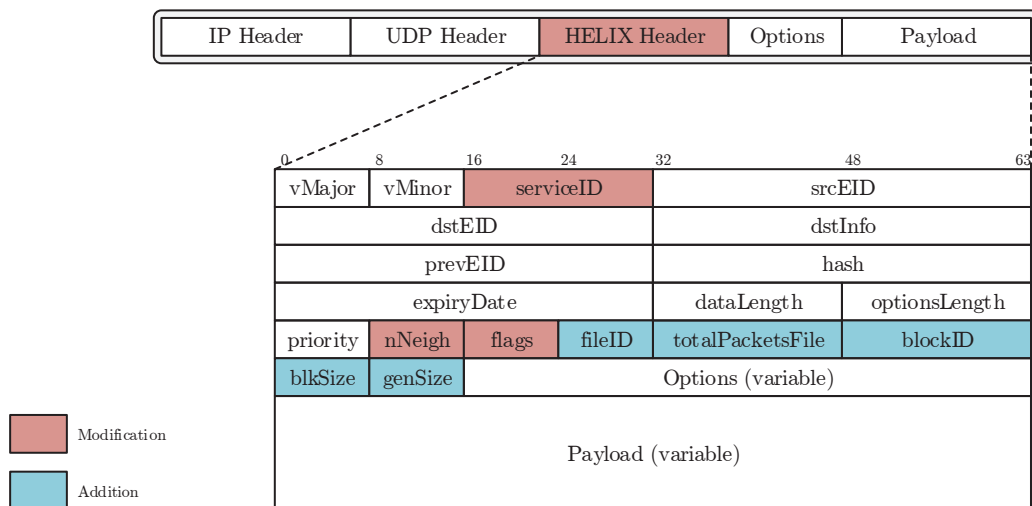 IP Header UDP Header HELIX Header Options Payload
0 8 16 24 32 48 63
vMajor vMinor serviceID srcEID
dstEID dstInfo
prevEID hash
expiryDate dataLength optionsLength
priority nNeigh flags fileID totalPacketsFile blockID
blkSize genSize Options (variable)
Payload (variable)
Modification
Addition